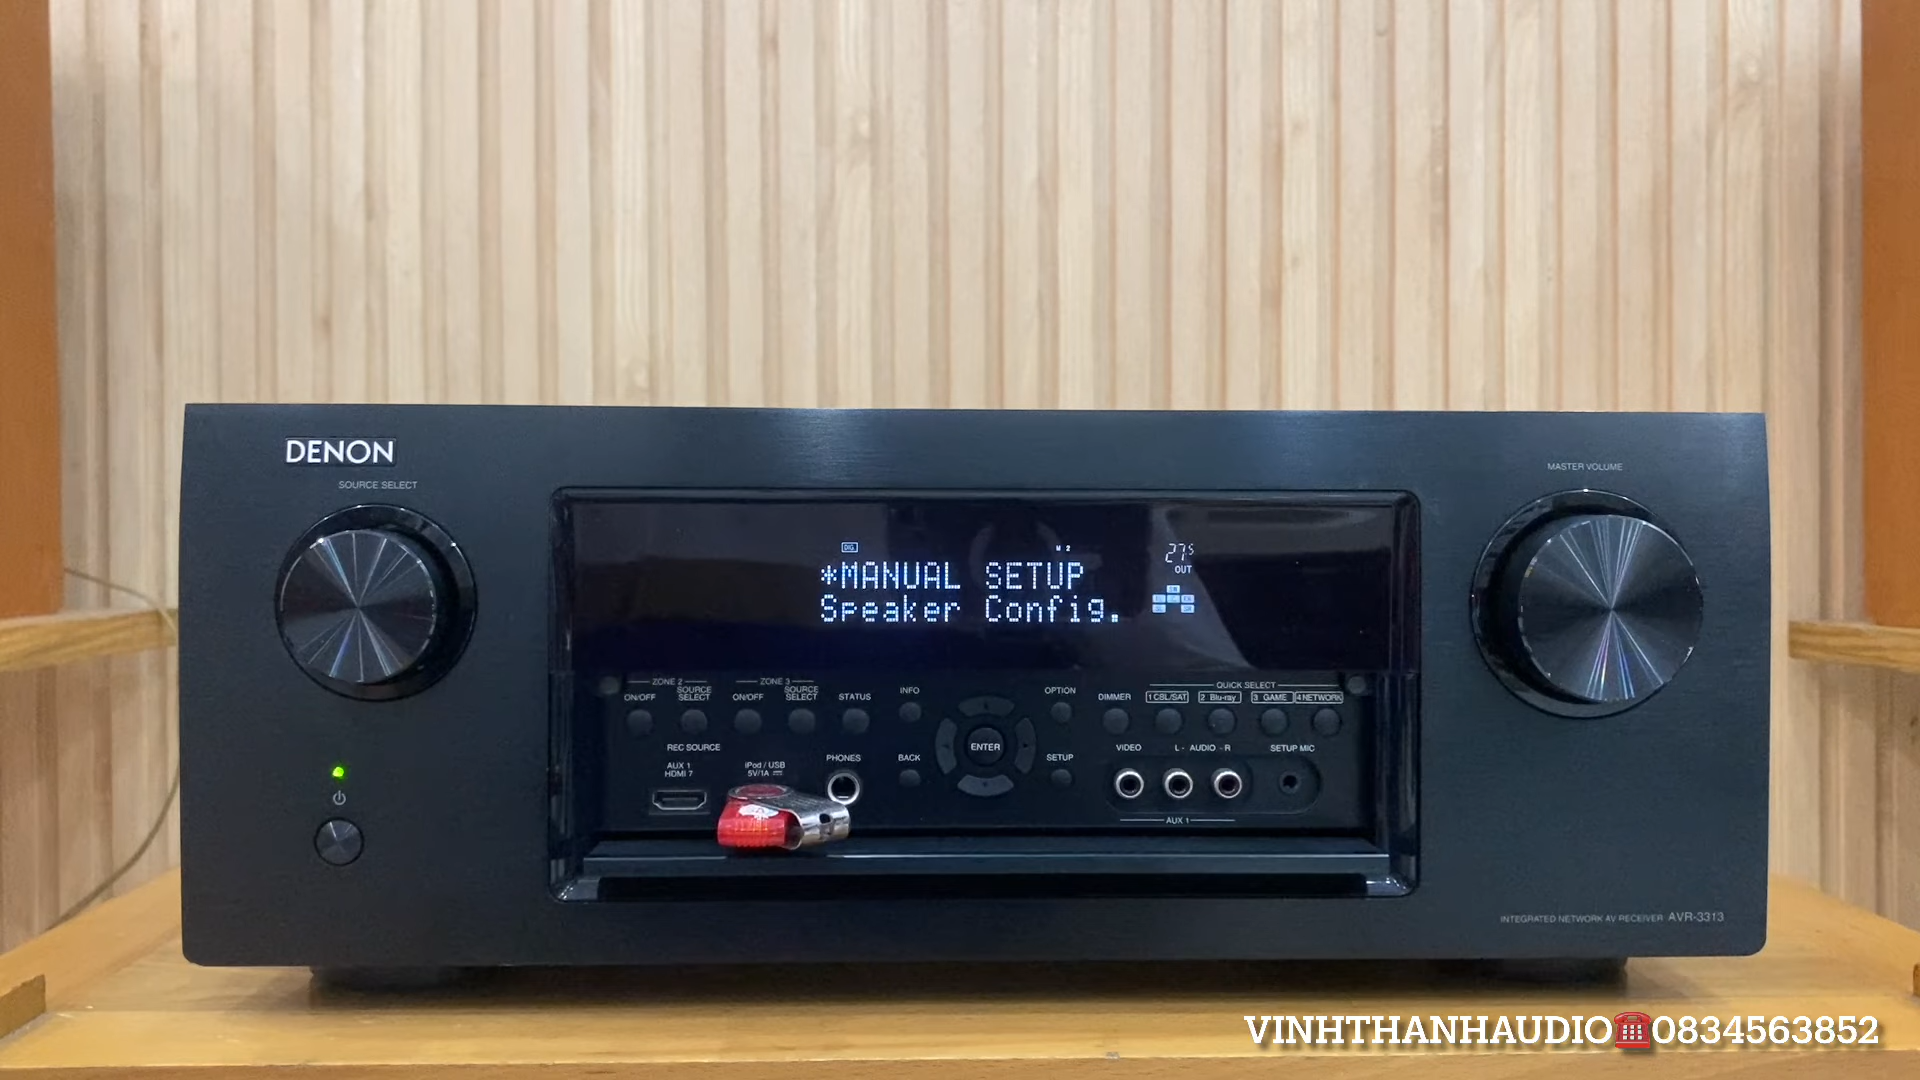 DENON
SOURCE SELECT
MASTER VOLUME
DIG.
M 2
27.5
OUT
*MANUAL SETUP
Speaker Config.
ZONE 2
ON/OFF
SOURCE SELECT
ZONE 3
ON/OFF
SOURCE SELECT
STATUS
INFO
OPTION
DIMMER
QUICK SELECT
1 CBL/SAT
2 Blu-ray
3 GAME
4 NETWORK
REC SOURCE
AUX 1
HDMI 7
iPod / USB
5V/1A
PHONES
BACK
ENTER
SETUP
VIDEO
L - AUDIO - R
SETUP MIC
AUX 1
INTEGRATED NETWORK AV RECEIVER AVR-3313
VINHTHANHAUDIO☎️0834563852